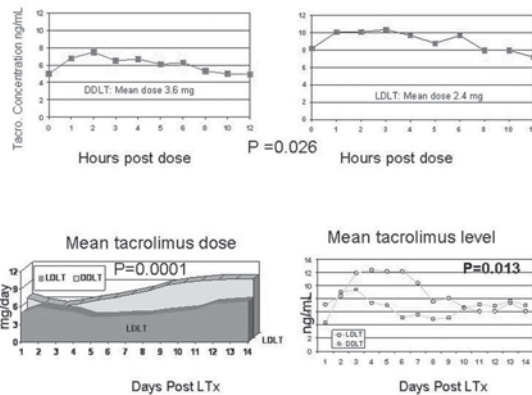 Tacro. Concentration ng/mL
12
10
8
6
4
2
0
DDLT: Mean dose 3.6 mg
0 1 2 3 4 5 6 8 10 12
Hours post dose
P =0.026
12
10
8
6
4
2
0
LDLT: Mean dose 2.4 mg
0 1 2 3 4 5 6 8 10 12
Hours post dose
Mean tacrolimus dose
mg/day
12
9
6
3
0
LDLT DDLT
P=0.0001
LDLT
LDLT
1 2 3 4 5 6 7 8 9 10 11 12 13 14
Days Post LTx
Mean tacrolimus level
ng/mL
14
12
10
8
6
4
2
0
P=0.013
LDLT
DDLT
1 2 3 4 5 6 7 8 9 10 11 12 13 14
Days Post LTx